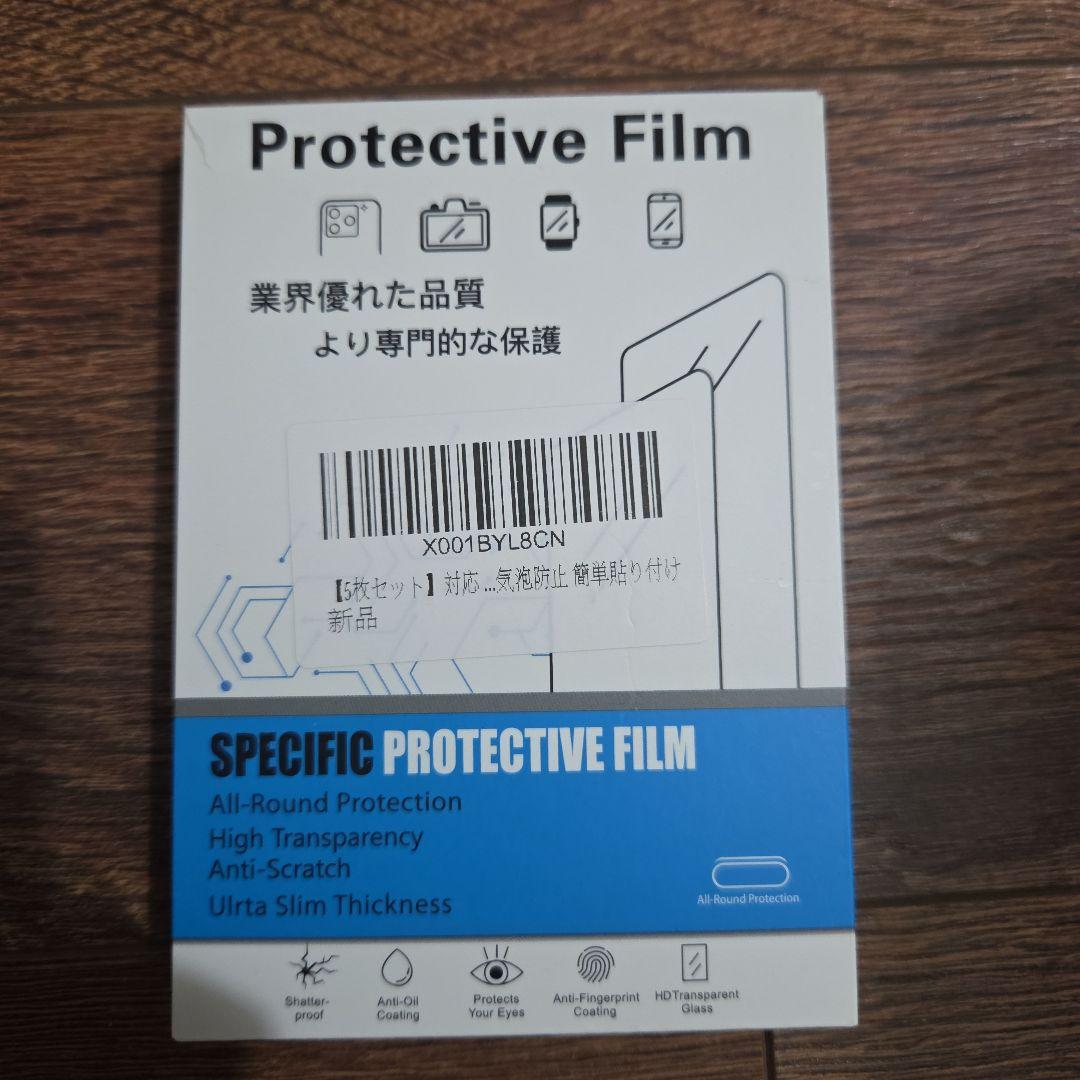 Protective Film
業界優れた品質
より専門的な保護
X001BYL8CN
【5枚セット】対応 ...気泡防止 簡単貼り付け
新品
SPECIFIC PROTECTIVE FILM
All-Round Protection
High Transparency
Anti-Scratch
Ulrta Slim Thickness
All-Round Protection
Shatter-
proof
Anti-Oil
Coating
Protects
Your Eyes
Anti-Fingerprint
Coating
HDTransparent
Glass